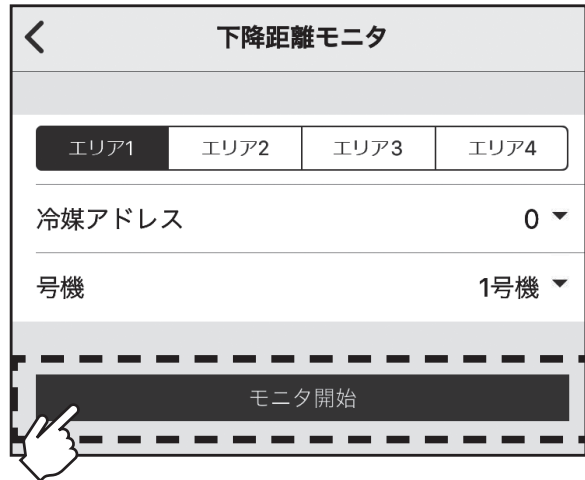 下降距離モニタ
エリア1 エリア2 エリア3 エリア4
冷媒アドレス 0
号機 1号機
モニタ開始